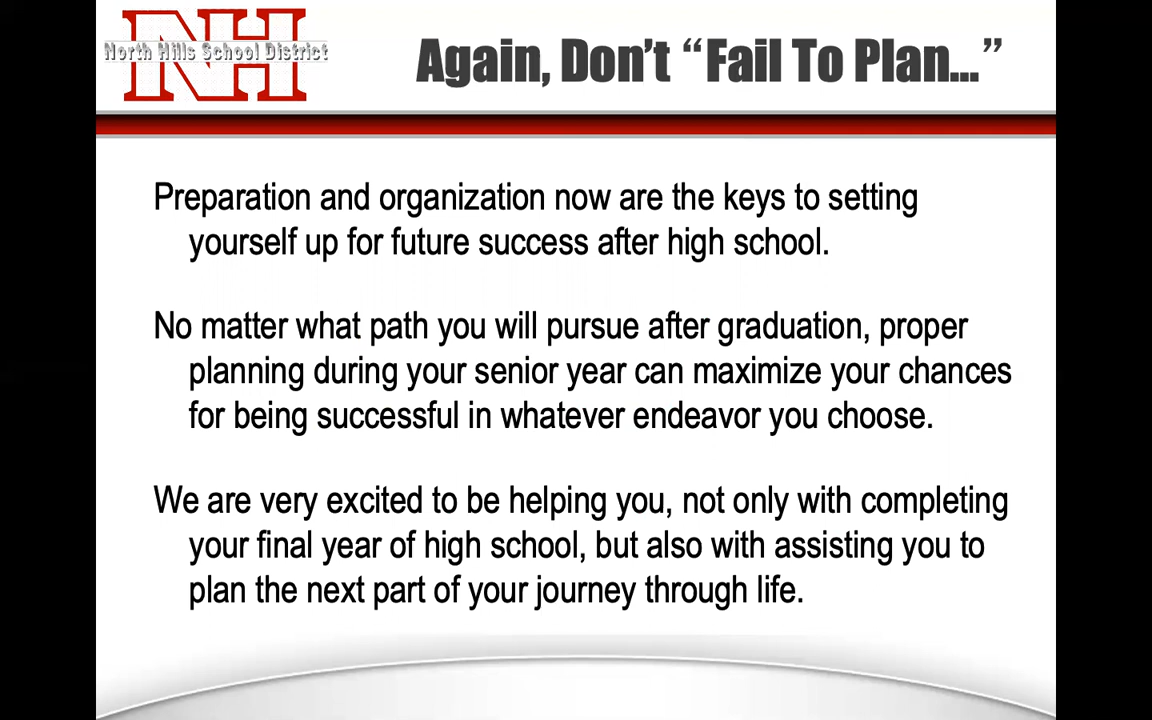 NH
North Hills School District
Again, Don’t “Fail To Plan…”
Preparation and organization now are the keys to setting
yourself up for future success after high school.
No matter what path you will pursue after graduation, proper
planning during your senior year can maximize your chances
for being successful in whatever endeavor you choose.
We are very excited to be helping you, not only with completing
your final year of high school, but also with assisting you to
plan the next part of your journey through life.